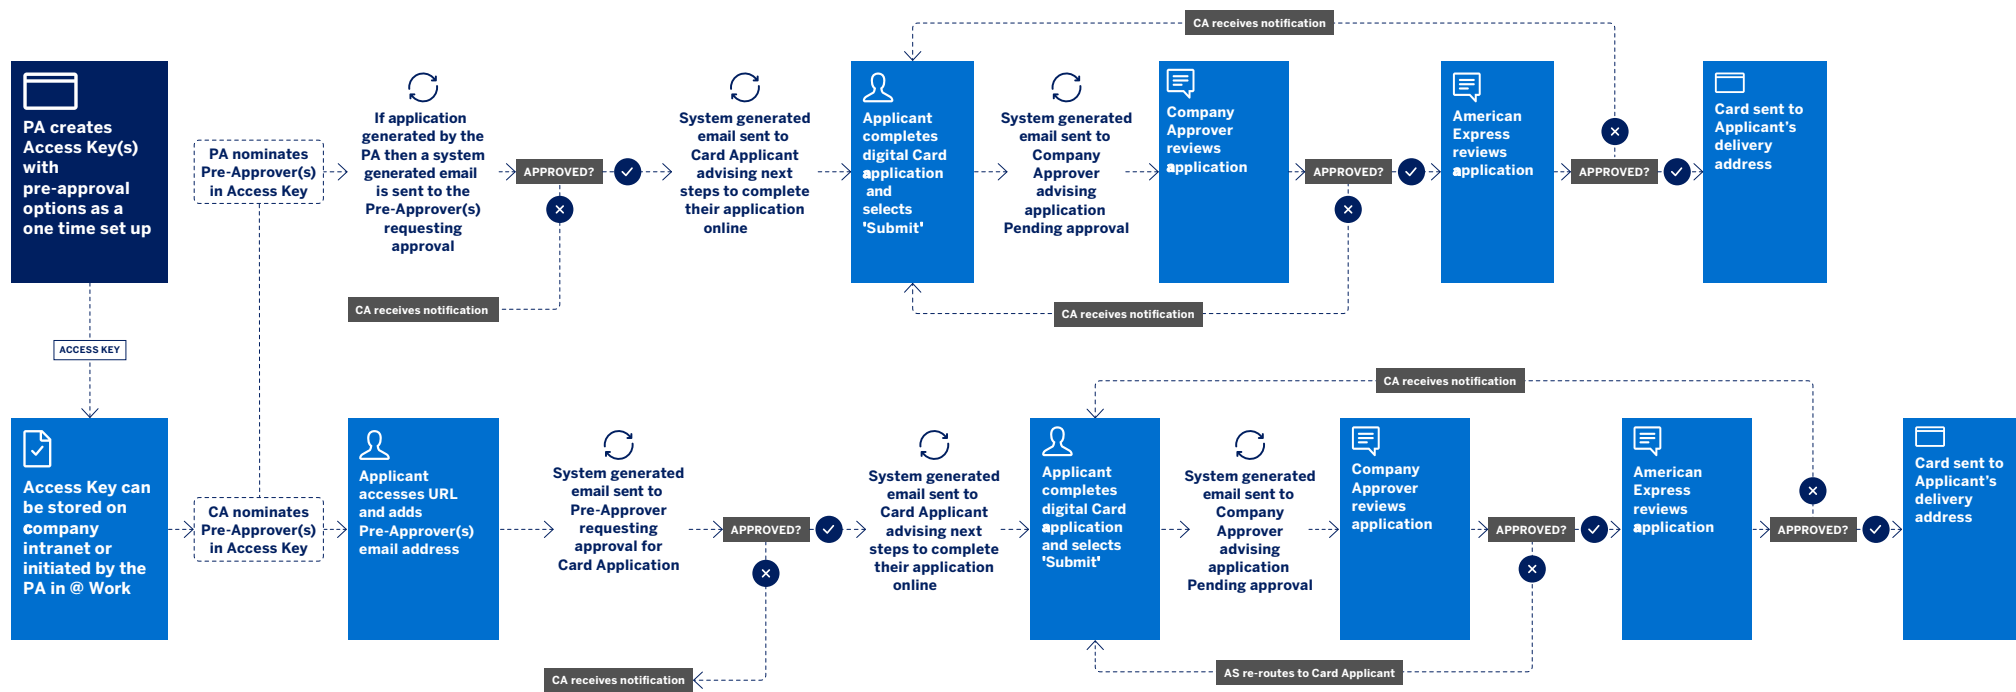 CA receives notification
PA creates
Access Key(s)
with
pre-approval
options as a
one time set up
PA nominates
Pre-Approver(s)
in Access Key
If application
generated by the
PA then a system
generated email
is sent to the
Pre-Approver(s)
requesting
approval
APPROVED?
System generated
email sent to
Card Applicant
advising next
steps to complete
their application
online
Applicant
completes
digital Card
application
and
selects
'Submit'
System generated
email sent to
Company
Approver
advising
application
Pending approval
Company
Approver
reviews
application
APPROVED?
American
Express
reviews
application
APPROVED?
Card sent to
Applicant's
delivery
address
CA receives notification
CA receives notification
ACCESS KEY
CA receives notification
Access Key can
be stored on
company
intranet or
initiated by the
PA in @ Work
CA nominates
Pre-Approver(s)
in Access Key
Applicant
accesses URL
and adds
Pre-Approver(s)
email address
System generated
email sent to
Pre-Approver
requesting
approval for
Card Application
APPROVED?
System generated
email sent to
Card Applicant
advising next
steps to complete
their application
online
Applicant
completes
digital Card
application
and selects
'Submit'
System generated
email sent to
Company
Approver
advising
application
Pending approval
Company
Approver
reviews
application
APPROVED?
American
Express
reviews
application
APPROVED?
Card sent to
Applicant's
delivery
address
CA receives notification
AS re-routes to Card Applicant